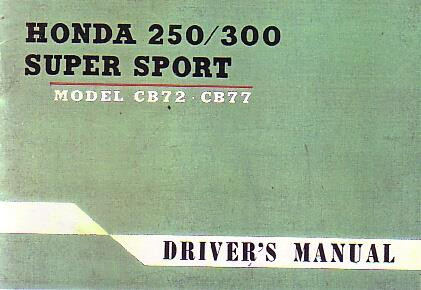 HONDA 250/300
SUPER SPORT
MODEL CB72 · CB77
DRIVER'S MANUAL